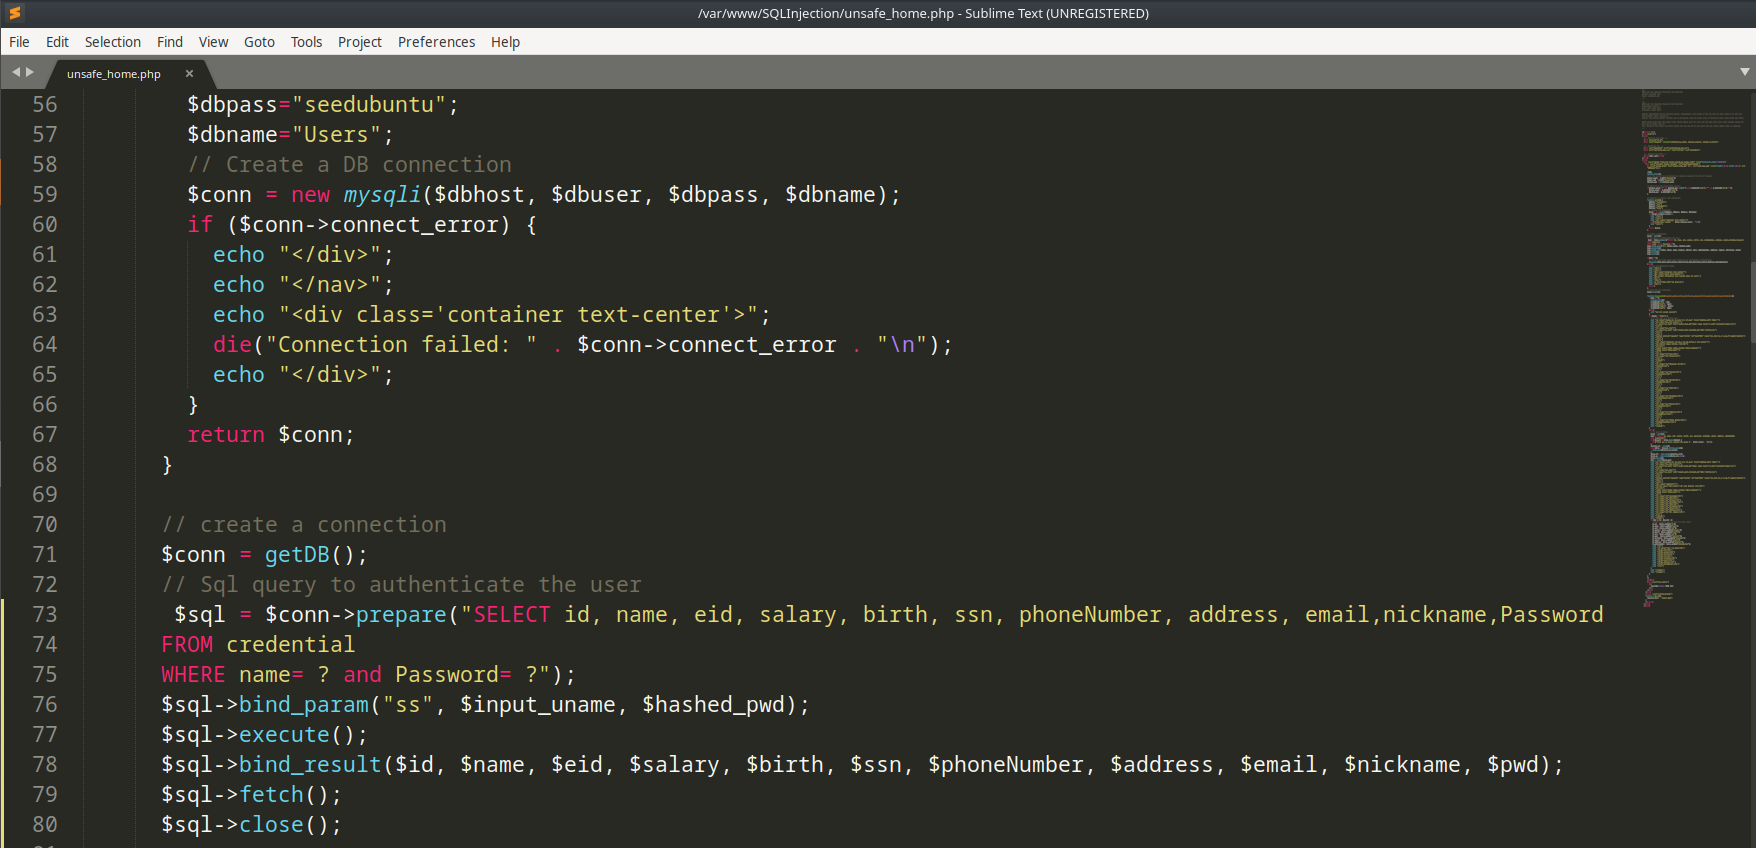 /var/www/SQLInjection/unsafe_home.php - Sublime Text (UNREGISTERED)
File Edit Selection Find View Goto Tools Project Preferences Help
unsafe_home.php ×
56 $dbpass="seedubuntu";
57 $dbname="Users";
58 // Create a DB connection
59 $conn = new mysqli($dbhost, $dbuser, $dbpass, $dbname);
60 if ($conn->connect_error) {
61 echo "</div>";
62 echo "</nav>";
63 echo "<div class='container text-center'>";
64 die("Connection failed: " . $conn->connect_error . "\n");
65 echo "</div>";
66 }
67 return $conn;
68 }
69
70 // create a connection
71 $conn = getDB();
72 // Sql query to authenticate the user
73 $sql = $conn->prepare("SELECT id, name, eid, salary, birth, ssn, phoneNumber, address, email,nickname,Password
74 FROM credential
75 WHERE name= ? and Password= ?");
76 $sql->bind_param("ss", $input_uname, $hashed_pwd);
77 $sql->execute();
78 $sql->bind_result($id, $name, $eid, $salary, $birth, $ssn, $phoneNumber, $address, $email, $nickname, $pwd);
79 $sql->fetch();
80 $sql->close();